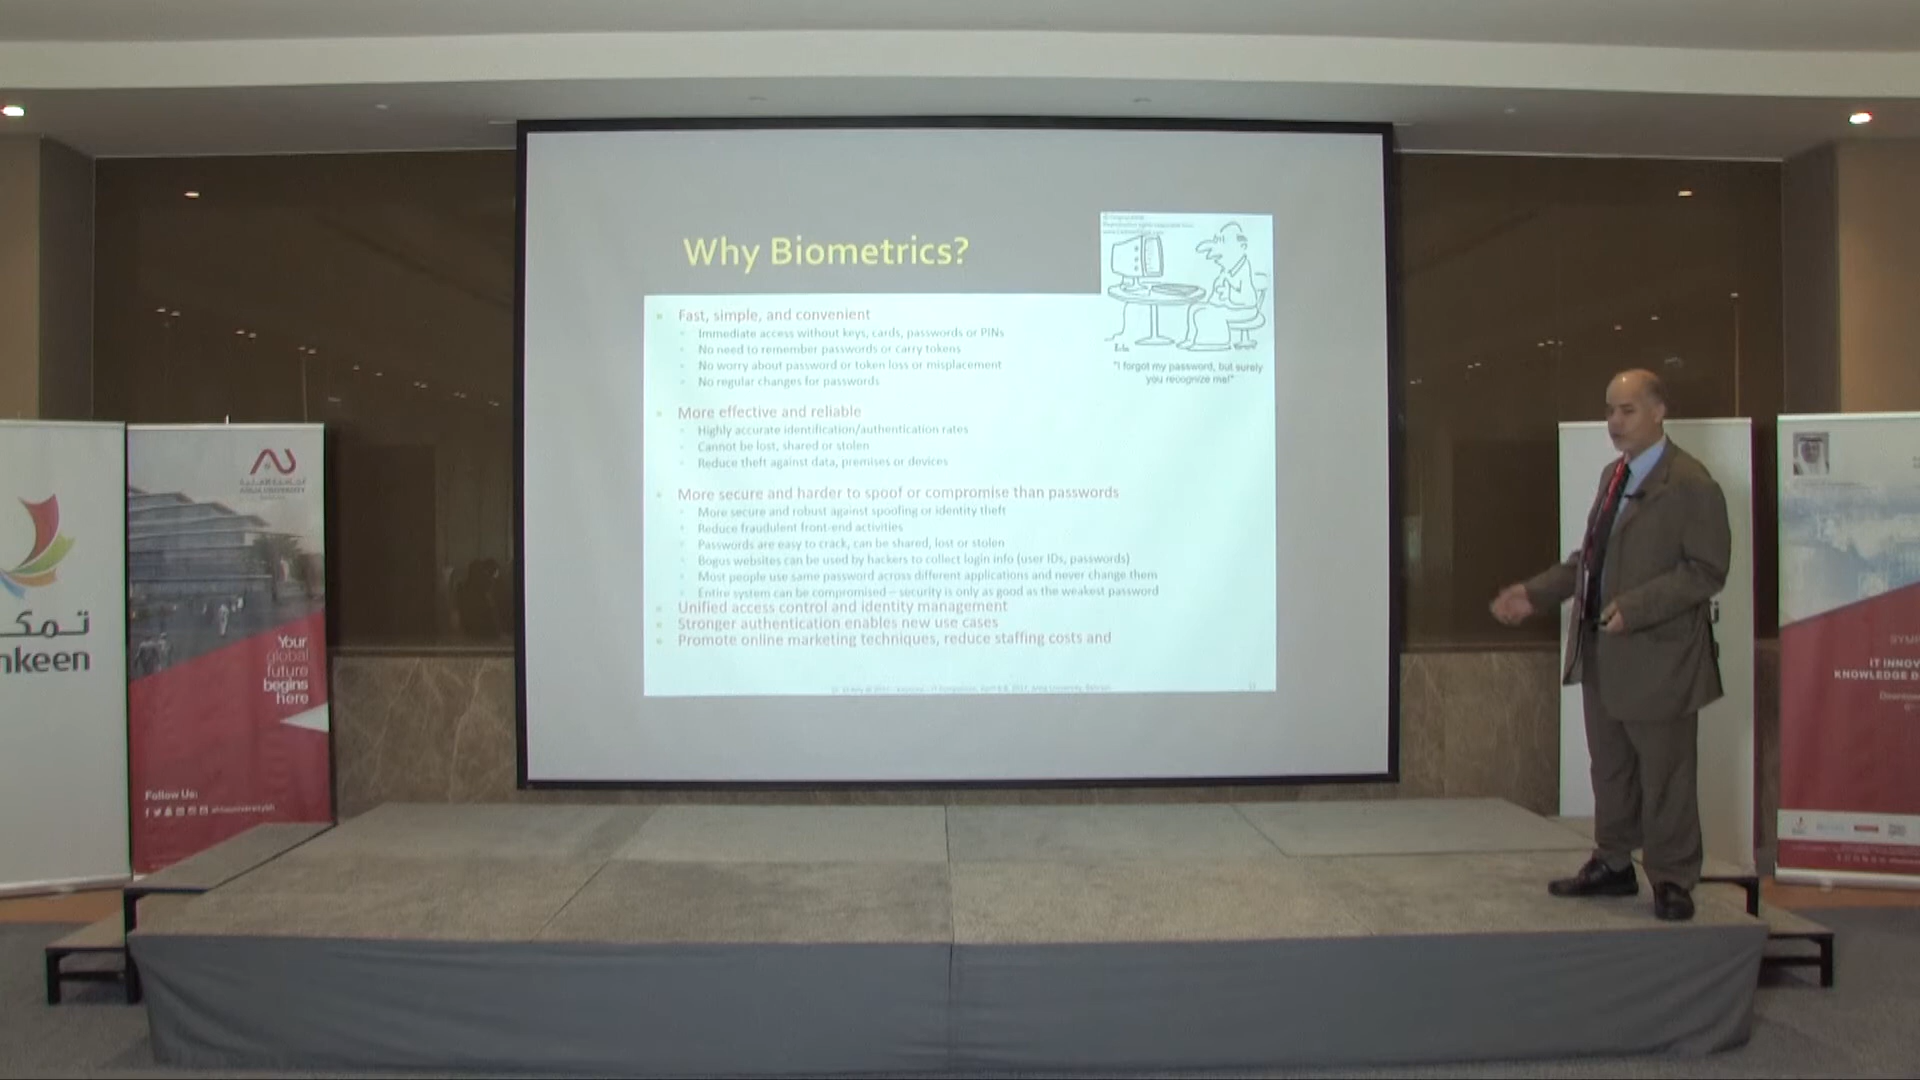 Why Biometrics?
Fast, simple, and convenient
Immediate access without keys, cards, passwords or PINs
No need to remember passwords or carry tokens
No worry about password or token loss or misplacement
No regular changes for passwords
"I forgot my password, but surely
you recognize me!"
More effective and reliable
Highly accurate identification/authentication rates
Cannot be lost, shared or stolen
Reduce theft against data, premises or devices
More secure and harder to spoof or compromise than passwords
More secure and robust against spoofing or identity theft
Reduce fraudulent front-end activities
Passwords are easy to crack, can be shared, lost or stolen
Bogus websites can be used by hackers to collect login info (user IDs, passwords)
Most people use same password across different applications and never change them
Entire system can be compromised – security is only as good as the weakest password
Unified access control and identity management
Stronger authentication enables new use cases
Promote online marketing techniques, reduce staffing costs and
تمكـ
nkeen
AHLIA UNIVERSITY
Your
global
future
begins
here
Follow Us:
ahliauniversitybh
SYMP
IT INNOV
KNOWLEDGE D